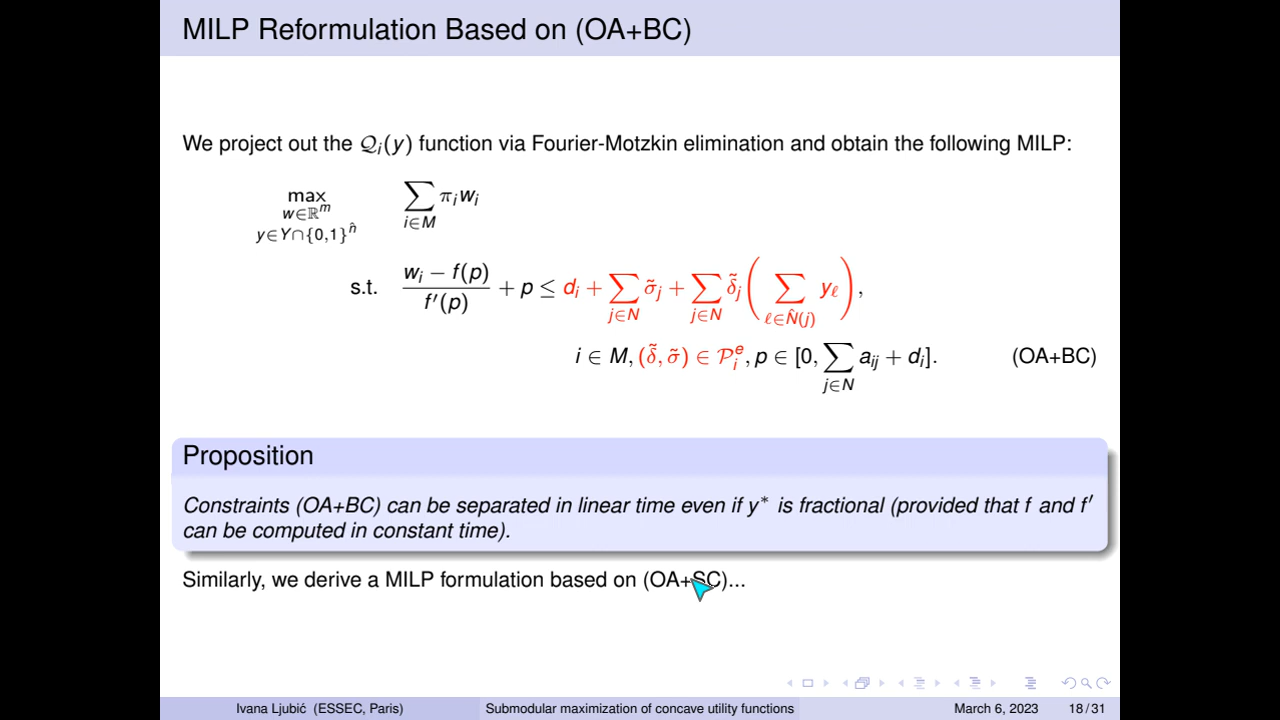 MILP Reformulation Based on (OA+BC)
We project out the 𝒬ᵢ(y) function via Fourier-Motzkin elimination and obtain the following MILP:
max_{w∈ℝ^m, y∈Y∩{0,1}^{n̂}} ∑_{i∈M} πᵢwᵢ
s.t. (wᵢ − f(p)) / f′(p) + p ≤ dᵢ + ∑_{j∈N} σ̃ⱼ + ∑_{j∈N} δ̃ⱼ ( ∑_{ℓ∈N̂(j)} y_ℓ ),
i ∈ M, (δ̃, σ̃) ∈ 𝒫ᵢᵉ, p ∈ [0, ∑_{j∈N} aᵢⱼ + dᵢ]. (OA+BC)
Proposition
Constraints (OA+BC) can be separated in linear time even if y* is fractional (provided that f and f′
can be computed in constant time).
Similarly, we derive a MILP formulation based on (OA+SC)...
Ivana Ljubić (ESSEC, Paris) Submodular maximization of concave utility functions March 6, 2023 18 / 31